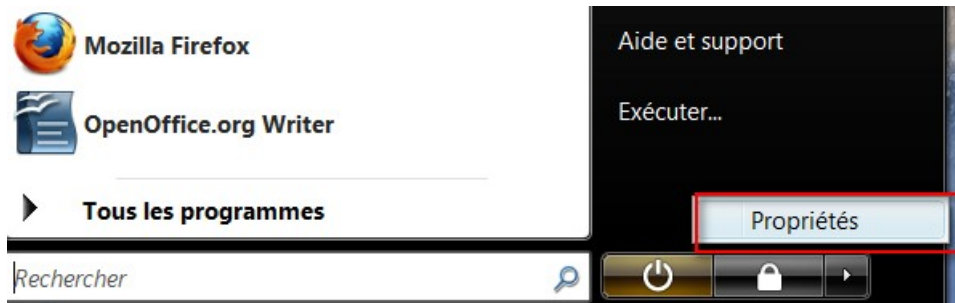 Mozilla Firefox
OpenOffice.org Writer
Tous les programmes
Rechercher
Aide et support
Exécuter...
Propriétés